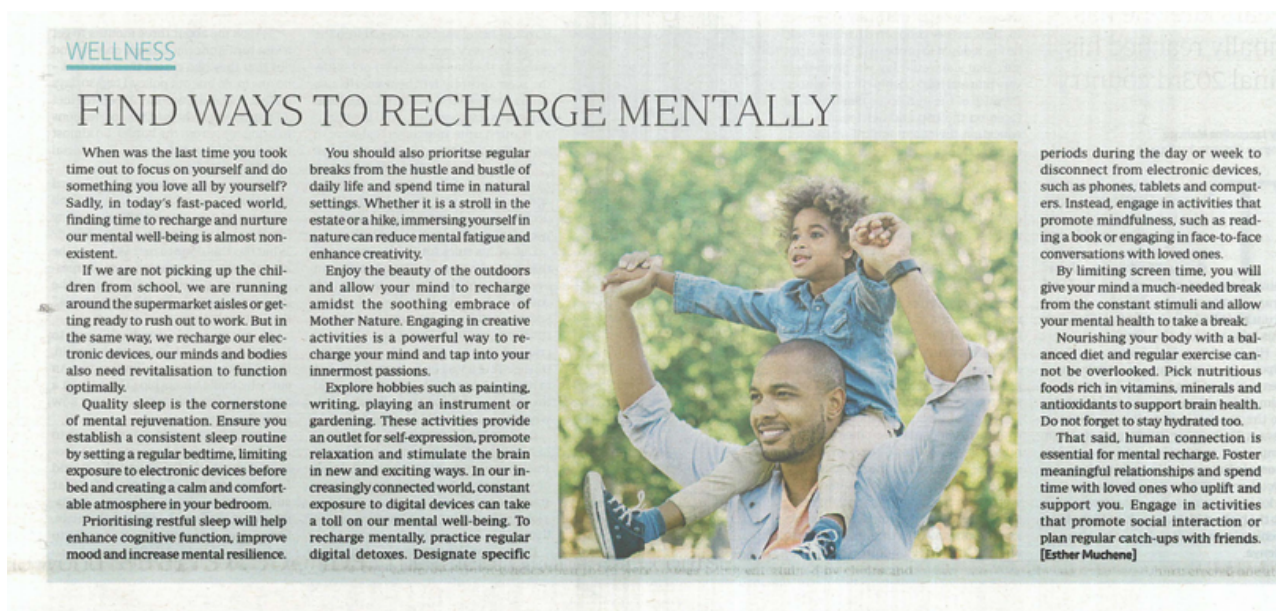 WELLNESS
FIND WAYS TO RECHARGE MENTALLY
When was the last time you took
time out to focus on yourself and do
something you love all by yourself?
Sadly, in today's fast-paced world,
finding time to recharge and nurture
our mental well-being is almost non-
existent.
If we are not picking up the chil-
dren from school, we are running
around the supermarket aisles or get-
ting ready to rush out to work. But in
the same way, we recharge our elec-
tronic devices, our minds and bodies
also need revitalisation to function
optimally.
Quality sleep is the cornerstone
of mental rejuvenation. Ensure you
establish a consistent sleep routine
by setting a regular bedtime, limiting
exposure to electronic devices before
bed and creating a calm and comfort-
able atmosphere in your bedroom.
Prioritising restful sleep will help
enhance cognitive function, improve
mood and increase mental resilience.
You should also prioritse regular
breaks from the hustle and bustle of
daily life and spend time in natural
settings. Whether it is a stroll in the
estate or a hike, immersing yourself in
nature can reduce mental fatigue and
enhance creativity.
Enjoy the beauty of the outdoors
and allow your mind to recharge
amidst the soothing embrace of
Mother Nature. Engaging in creative
activities is a powerful way to re-
charge your mind and tap into your
innermost passions.
Explore hobbies such as painting,
writing, playing an instrument or
gardening. These activities provide
an outlet for self-expression, promote
relaxation and stimulate the brain
in new and exciting ways. In our in-
creasingly connected world, constant
exposure to digital devices can take
a toll on our mental well-being. To
recharge mentally, practice regular
digital detoxes. Designate specific
periods during the day or week to
disconnect from electronic devices,
such as phones, tablets and comput-
ers. Instead, engage in activities that
promote mindfulness, such as read-
ing a book or engaging in face-to-face
conversations with loved ones.
By limiting screen time, you will
give your mind a much-needed break
from the constant stimuli and allow
your mental health to take a break.
Nourishing your body with a bal-
anced diet and regular exercise can-
not be overlooked. Pick nutritious
foods rich in vitamins, minerals and
antioxidants to support brain health.
Do not forget to stay hydrated too.
That said, human connection is
essential for mental recharge. Foster
meaningful relationships and spend
time with loved ones who uplift and
support you. Engage in activities
that promote social interaction or
plan regular catch-ups with friends.
[Esther Muchene]